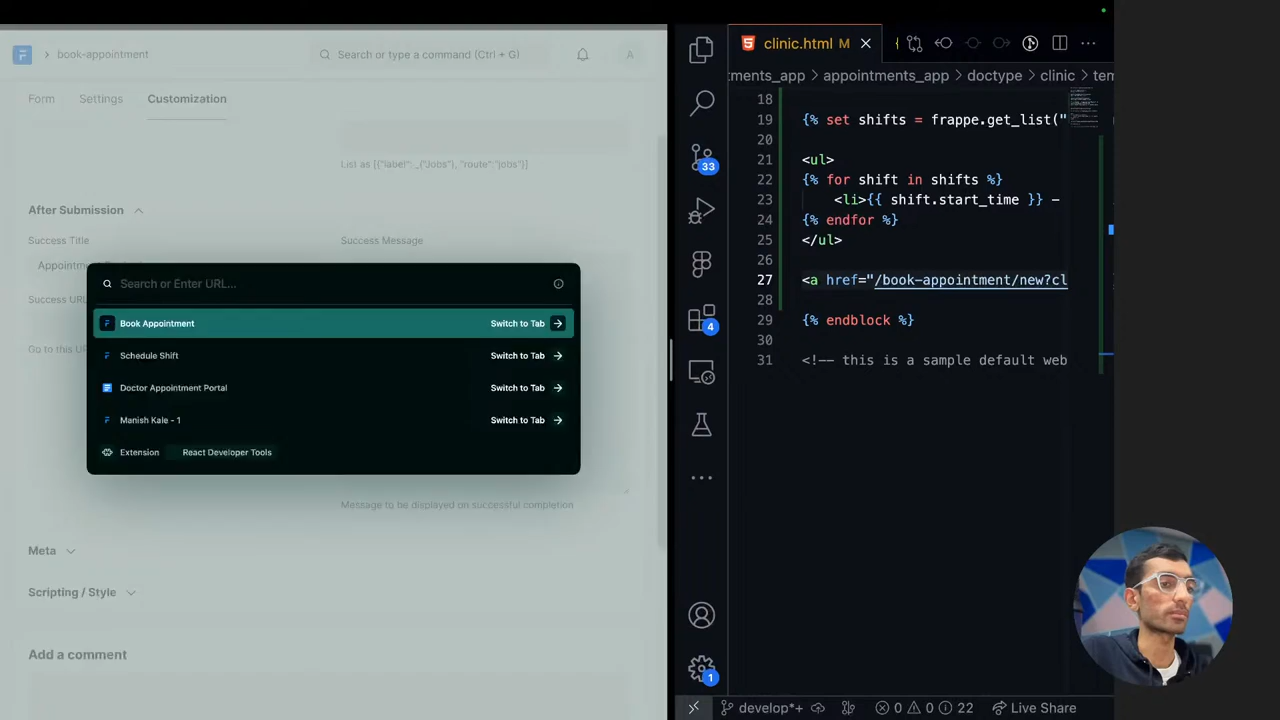 book-appointment
Search or type a command (Ctrl + G)
A
Form
Settings
Customization
List as [{"label": _("Jobs"), "route":"jobs"}]
After Submission
Success Title
Success Message
Search or Enter URL...
Book Appointment
Switch to Tab
Schedule Shift
Switch to Tab
Doctor Appointment Portal
Switch to Tab
Manish Kale - 1
Switch to Tab
Extension
React Developer Tools
Message to be displayed on successful completion
Meta
Scripting / Style
Add a comment
clinic.html M
tments_app > appointments_app > doctype > clinic > tem
18
19 {% set shifts = frappe.get_list("
20
21 <ul>
22 {% for shift in shifts %}
23 <li>{{ shift.start_time }} –
24 {% endfor %}
25 </ul>
26
27 <a href="/book-appointment/new?cl
28
29 {% endblock %}
30
31 <!-- this is a sample default web
33
4
1
develop*+
0
0
22
Live Share